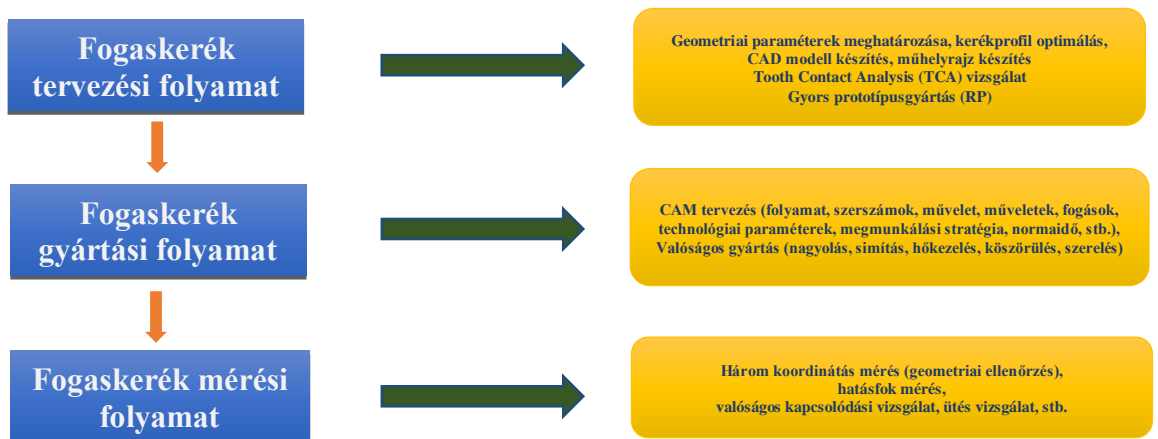 Fogaskerék
tervezési folyamat
Geometriai paraméterek meghatározása, kerékprofil optimálás,
CAD modell készítés, műhelyrajz készítés
Tooth Contact Analysis (TCA) vizsgálat
Gyors prototípusgyártás (RP)
Fogaskerék
gyártási folyamat
CAM tervezés (folyamat, szerszámok, művelet, műveletek, fogások,
technológiai paraméterek, megmunkálási stratégia, normaidő, stb.),
Valóságos gyártás (nagyolás, simítás, hőkezelés, köszörülés, szerelés)
Fogaskerék mérési
folyamat
Három koordinátás mérés (geometriai ellenőrzés),
hatásfok mérés,
valóságos kapcsolódási vizsgálat, ütés vizsgálat, stb.